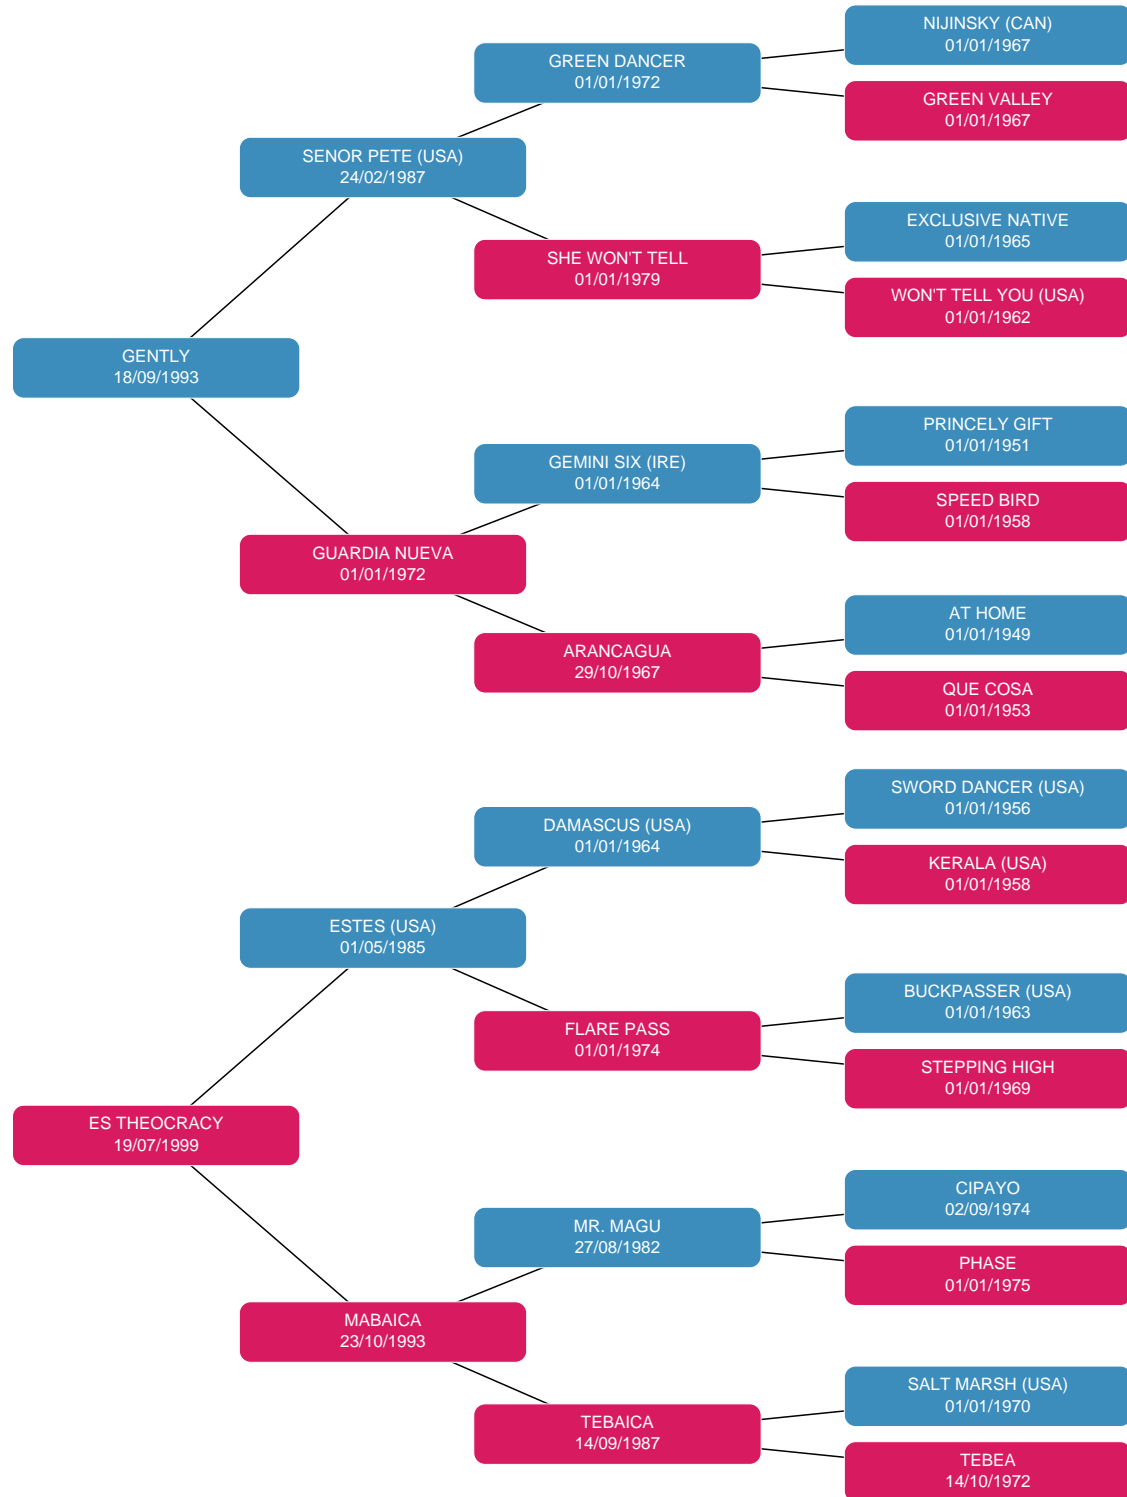 NIJINSKY (CAN)
01/01/1967
GREEN DANCER
01/01/1972
GREEN VALLEY
01/01/1967
SENOR PETE (USA)
24/02/1987
EXCLUSIVE NATIVE
01/01/1965
SHE WON'T TELL
01/01/1979
WON'T TELL YOU (USA)
01/01/1962
GENTLY
18/09/1993
PRINCELY GIFT
01/01/1951
GEMINI SIX (IRE)
01/01/1964
SPEED BIRD
01/01/1958
GUARDIA NUEVA
01/01/1972
AT HOME
01/01/1949
ARANCAGUA
29/10/1967
QUE COSA
01/01/1953
SWORD DANCER (USA)
01/01/1956
DAMASCUS (USA)
01/01/1964
KERALA (USA)
01/01/1958
ESTES (USA)
01/05/1985
BUCKPASSER (USA)
01/01/1963
FLARE PASS
01/01/1974
STEPPING HIGH
01/01/1969
ES THEOCRACY
19/07/1999
CIPAYO
02/09/1974
MR. MAGU
27/08/1982
PHASE
01/01/1975
MABAICA
23/10/1993
SALT MARSH (USA)
01/01/1970
TEBAICA
14/09/1987
TEBEA
14/10/1972